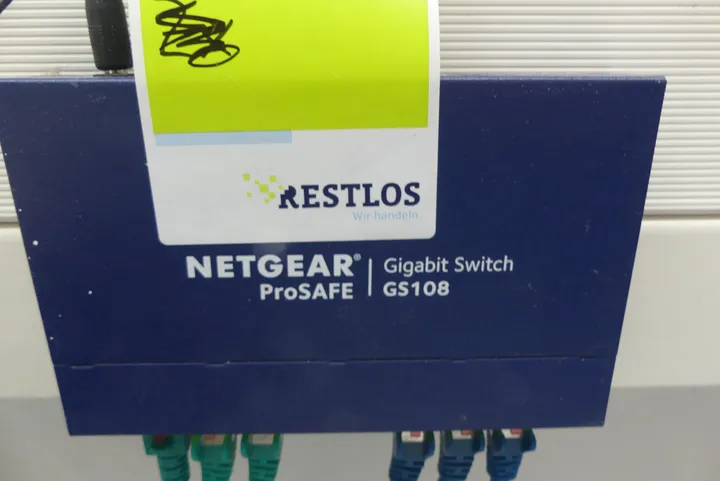 RESTLOS
Wir handeln.
NETGEAR® | Gigabit Switch
ProSAFE | GS108